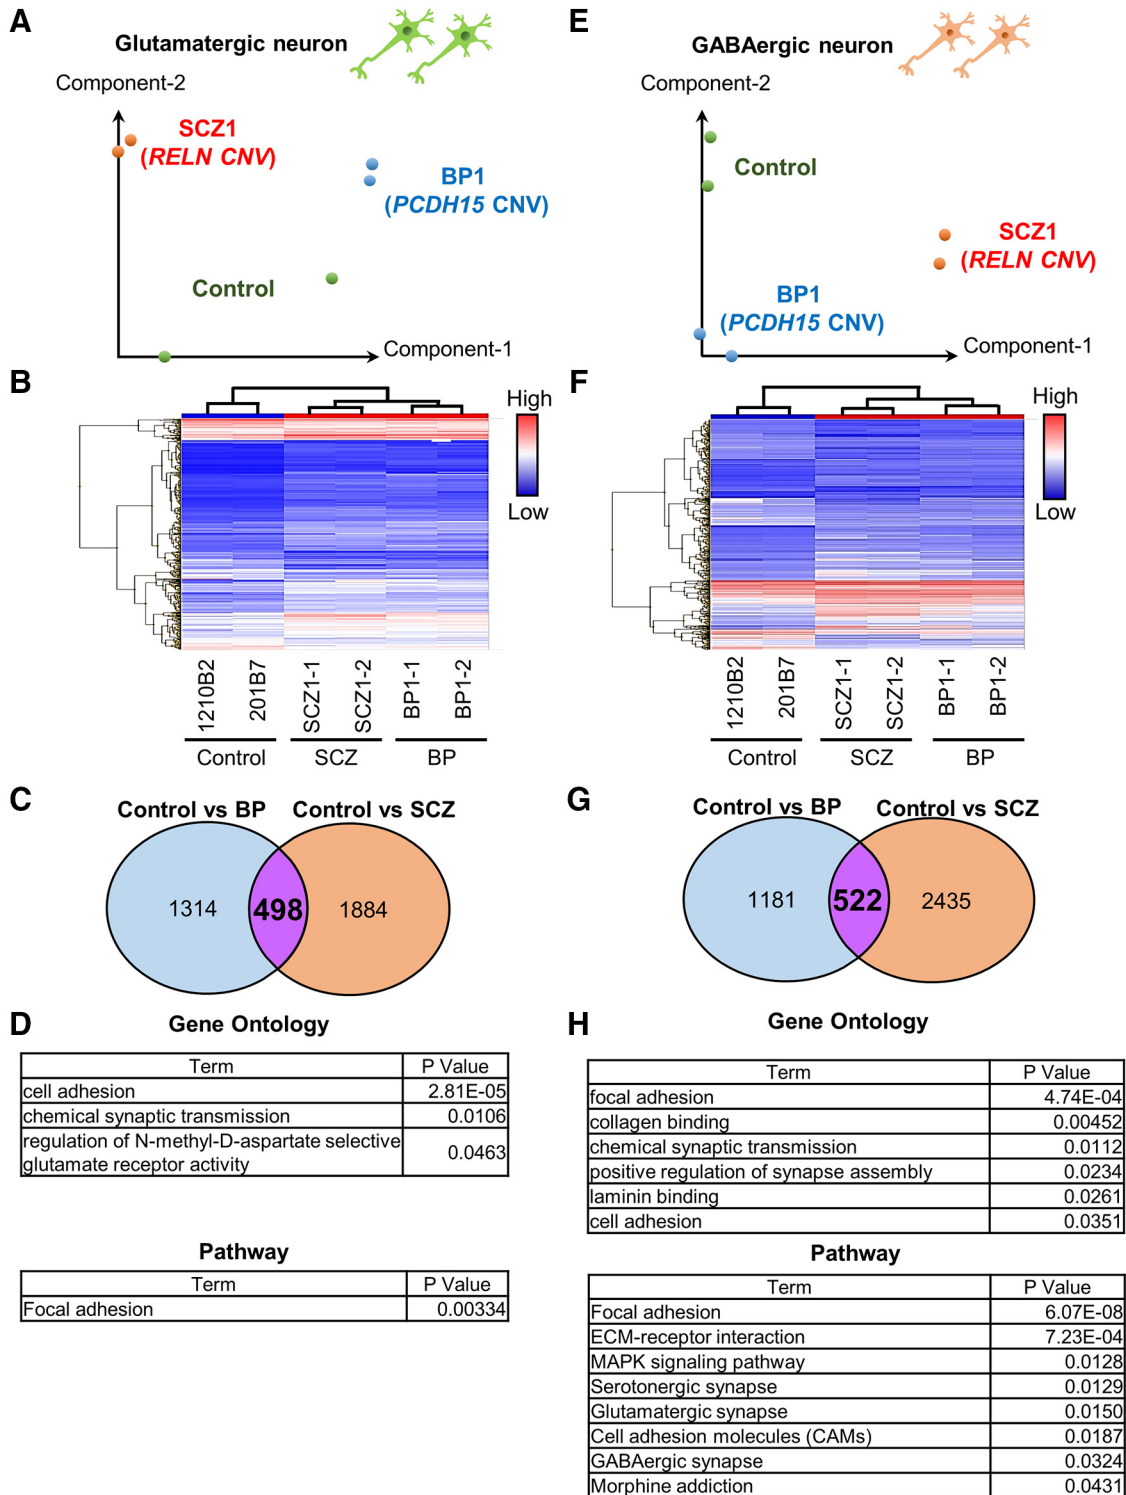 A
Glutamatergic neuron
Component-2
SCZ1
(RELN CNV)
BP1
(PCDH15 CNV)
Control
Component-1
B
High
Low
1210B2
201B7
SCZ1-1
SCZ1-2
BP1-1
BP1-2
Control
SCZ
BP
C
Control vs BP
Control vs SCZ
1314
498
1884
D
Gene Ontology
Term P Value
cell adhesion 2.81E-05
chemical synaptic transmission 0.0106
regulation of N-methyl-D-aspartate selective
glutamate receptor activity 0.0463
Pathway
Term P Value
Focal adhesion 0.00334
E
GABAergic neuron
Component-2
Control
SCZ1
(RELN CNV)
BP1
(PCDH15 CNV)
Component-1
F
High
Low
1210B2
201B7
SCZ1-1
SCZ1-2
BP1-1
BP1-2
Control
SCZ
BP
G
Control vs BP
Control vs SCZ
1181
522
2435
H
Gene Ontology
Term P Value
focal adhesion 4.74E-04
collagen binding 0.00452
chemical synaptic transmission 0.0112
positive regulation of synapse assembly 0.0234
laminin binding 0.0261
cell adhesion 0.0351
Pathway
Term P Value
Focal adhesion 6.07E-08
ECM-receptor interaction 7.23E-04
MAPK signaling pathway 0.0128
Serotonergic synapse 0.0129
Glutamatergic synapse 0.0150
Cell adhesion molecules (CAMs) 0.0187
GABAergic synapse 0.0324
Morphine addiction 0.0431